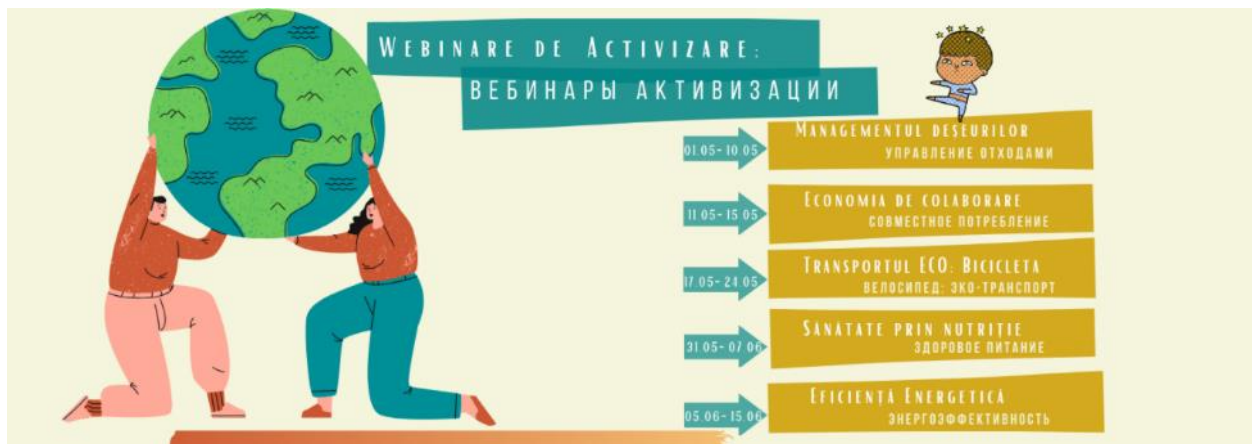 WEBINARE DE ACTIVIZARE:
ВЕБИНАРЫ АКТИВИЗАЦИИ
01.05-10.05
MANAGEMENTUL DEȘEURILOR
УПРАВЛЕНИЕ ОТХОДАМИ
11.05-15.05
ECONOMIA DE COLABORARE
СОВМЕСТНОЕ ПОТРЕБЛЕНИЕ
17.05-24.05
TRANSPORTUL ECO: BICICLETA
ВЕЛОСИПЕД: ЭКО-ТРАНСПОРТ
31.05-07.06
SĂNĂTATE PRIN NUTRIȚIE
ЗДОРОВОЕ ПИТАНИЕ
05.06-15.06
EFICIENȚĂ ENERGETICĂ
ЭНЕРГОЭФФЕКТИВНОСТЬ